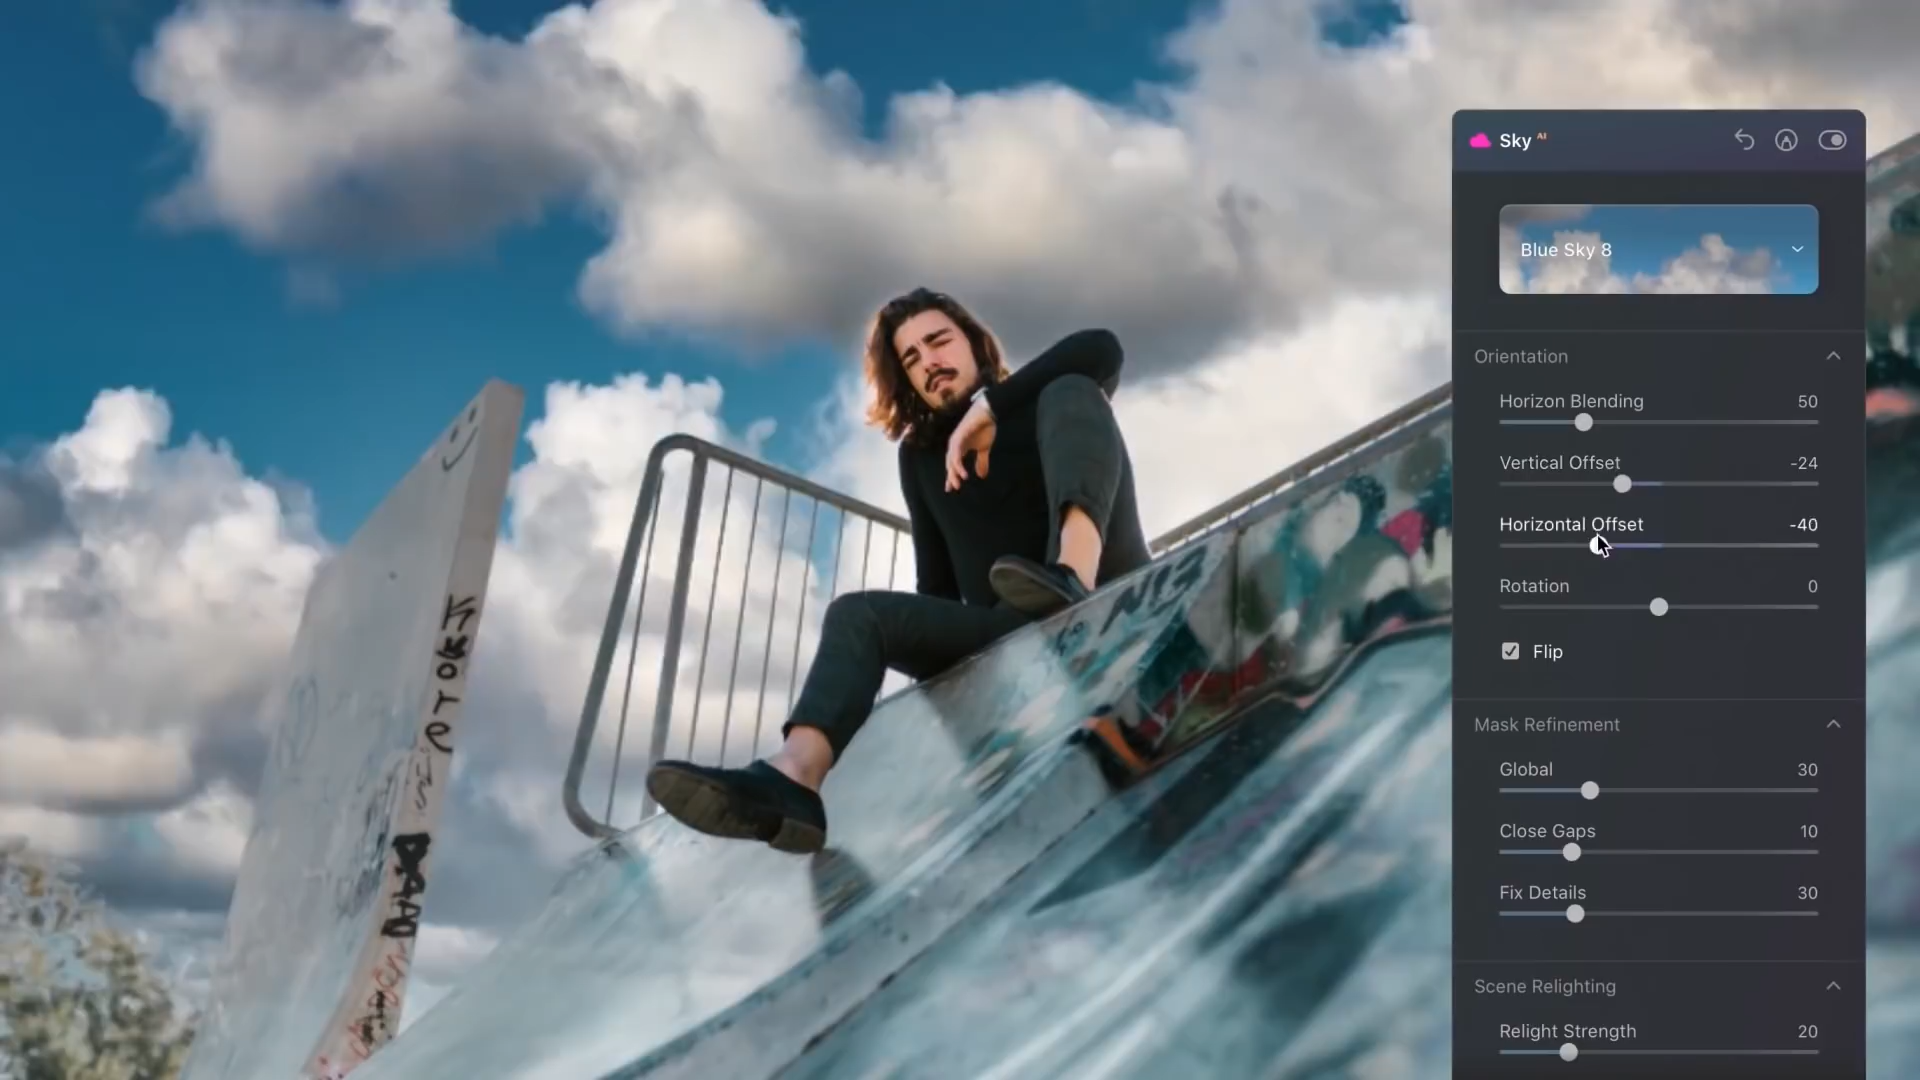 Sky AI
Blue Sky 8
Orientation
Horizon Blending 50
Vertical Offset -24
Horizontal Offset -40
Rotation 0
Flip
Mask Refinement
Global 30
Close Gaps 10
Fix Details 30
Scene Relighting
Relight Strength 20